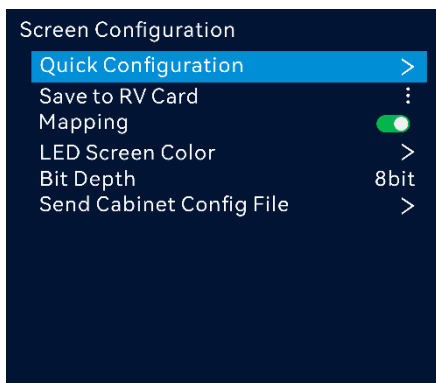 Screen Configuration
Quick Configuration >
Save to RV Card ⋮
Mapping
LED Screen Color >
Bit Depth 8bit
Send Cabinet Config File >